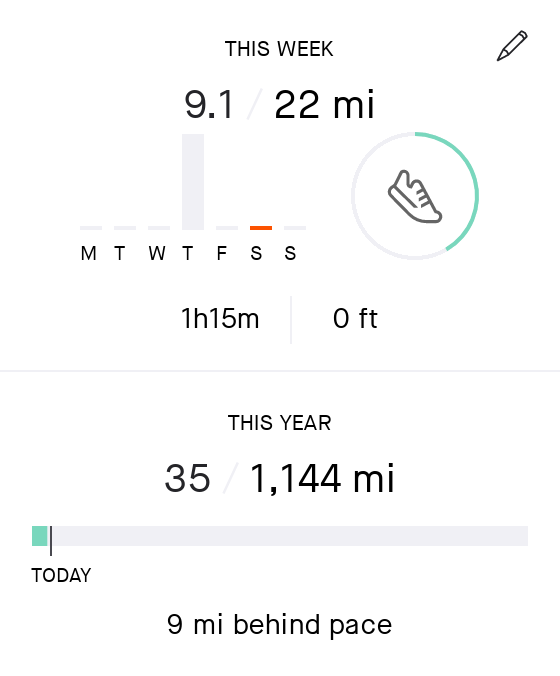 THIS WEEK
9.1 / 22 mi
M T W T F S S
1h15m 0 ft
THIS YEAR
35 / 1,144 mi
TODAY
9 mi behind pace